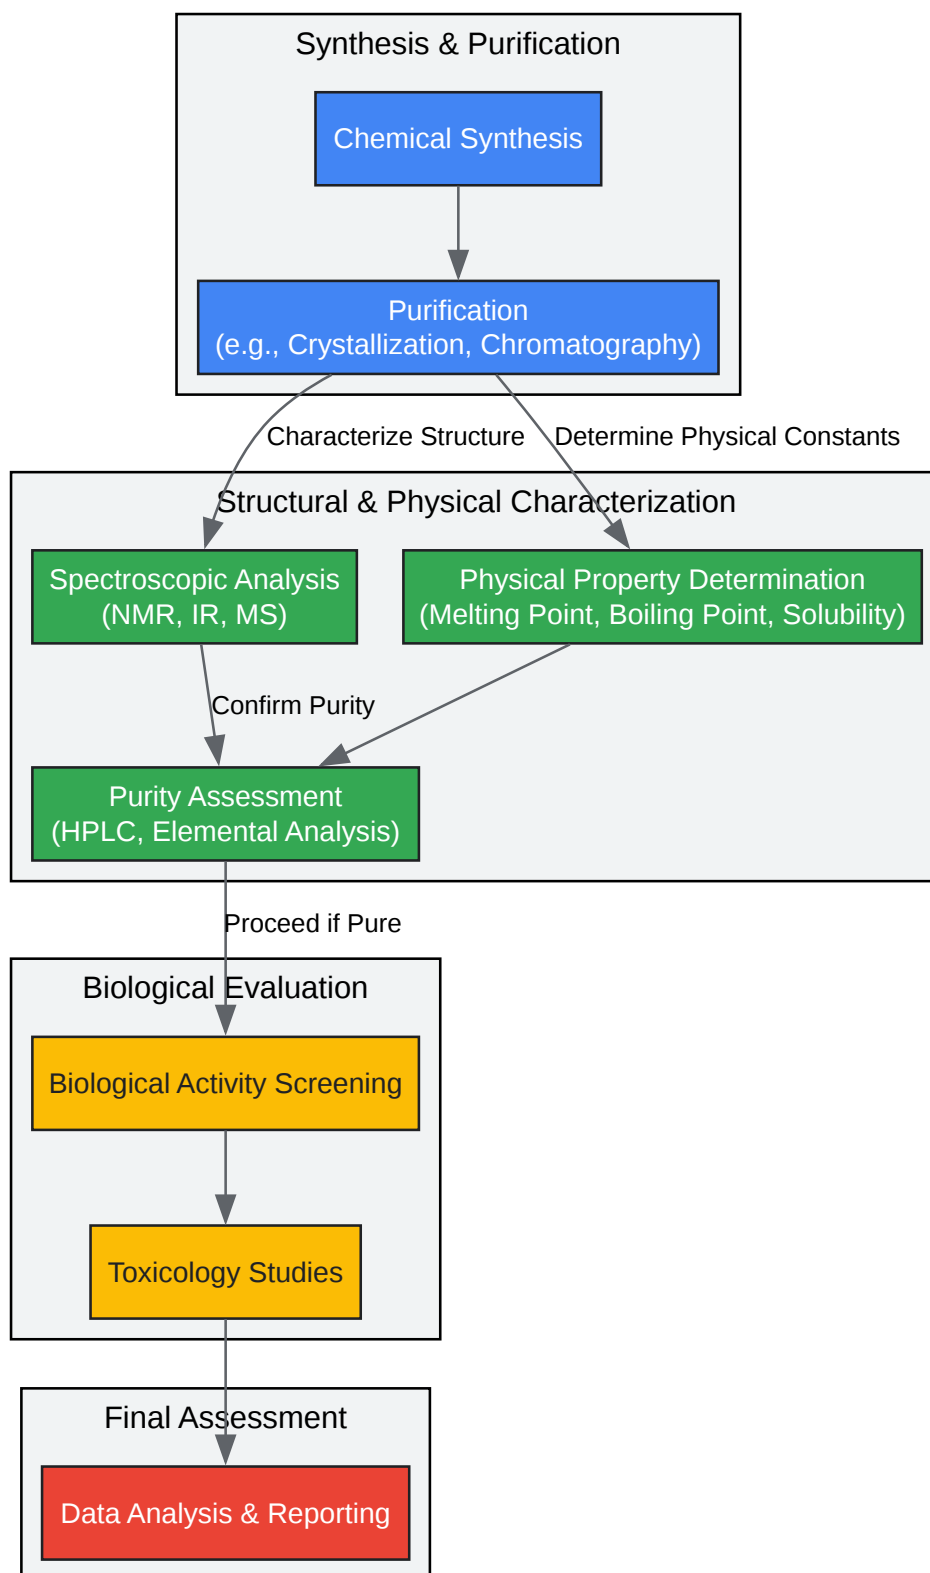 Synthesis & Purification
Chemical Synthesis
Purification
(e.g., Crystallization, Chromatography)
Characterize Structure
Determine Physical Constants
Structural & Physical Characterization
Spectroscopic Analysis
(NMR, IR, MS)
Physical Property Determination
(Melting Point, Boiling Point, Solubility)
Confirm Purity
Purity Assessment
(HPLC, Elemental Analysis)
Proceed if Pure
Biological Evaluation
Biological Activity Screening
Toxicology Studies
Final Assessment
Data Analysis & Reporting